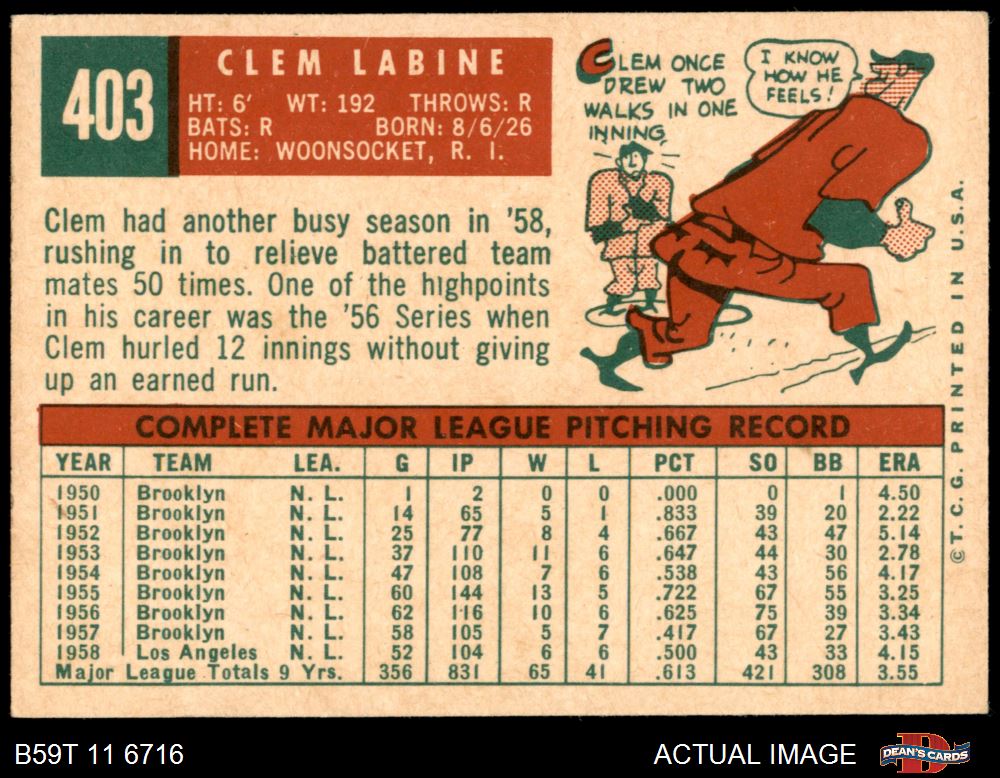 403
CLEM LABINE
HT: 6' WT: 192 THROWS: R
BATS: R BORN: 8/6/26
HOME: WOONSOCKET, R. I.
CLEM ONCE
DREW TWO
WALKS IN ONE
INNING
I KNOW
HOW HE
FEELS!
Clem had another busy season in '58,
rushing in to relieve battered team
mates 50 times. One of the highpoints
in his career was the '56 Series when
Clem hurled 12 innings without giving
up an earned run.
COMPLETE MAJOR LEAGUE PITCHING RECORD
YEAR TEAM LEA. G IP W L PCT SO BB ERA
1950 Brooklyn N. L. 1 2 0 0 .000 0 1 4.50
1951 Brooklyn N. L. 14 65 5 1 .833 39 20 2.22
1952 Brooklyn N. L. 25 77 8 4 .667 43 47 5.14
1953 Brooklyn N. L. 37 110 11 6 .647 44 30 2.78
1954 Brooklyn N. L. 47 108 7 6 .538 43 56 4.17
1955 Brooklyn N. L. 60 144 13 5 .722 67 55 3.25
1956 Brooklyn N. L. 62 116 10 6 .625 75 39 3.34
1957 Brooklyn N. L. 58 105 5 7 .417 67 27 3.43
1958 Los Angeles N. L. 52 104 6 6 .500 43 33 4.15
Major League Totals 9 Yrs. 356 831 65 41 .613 421 308 3.55
© T. C. G. PRINTED IN U.S.A.
B59T 11 6716
ACTUAL IMAGE
DEAN'S CARDS